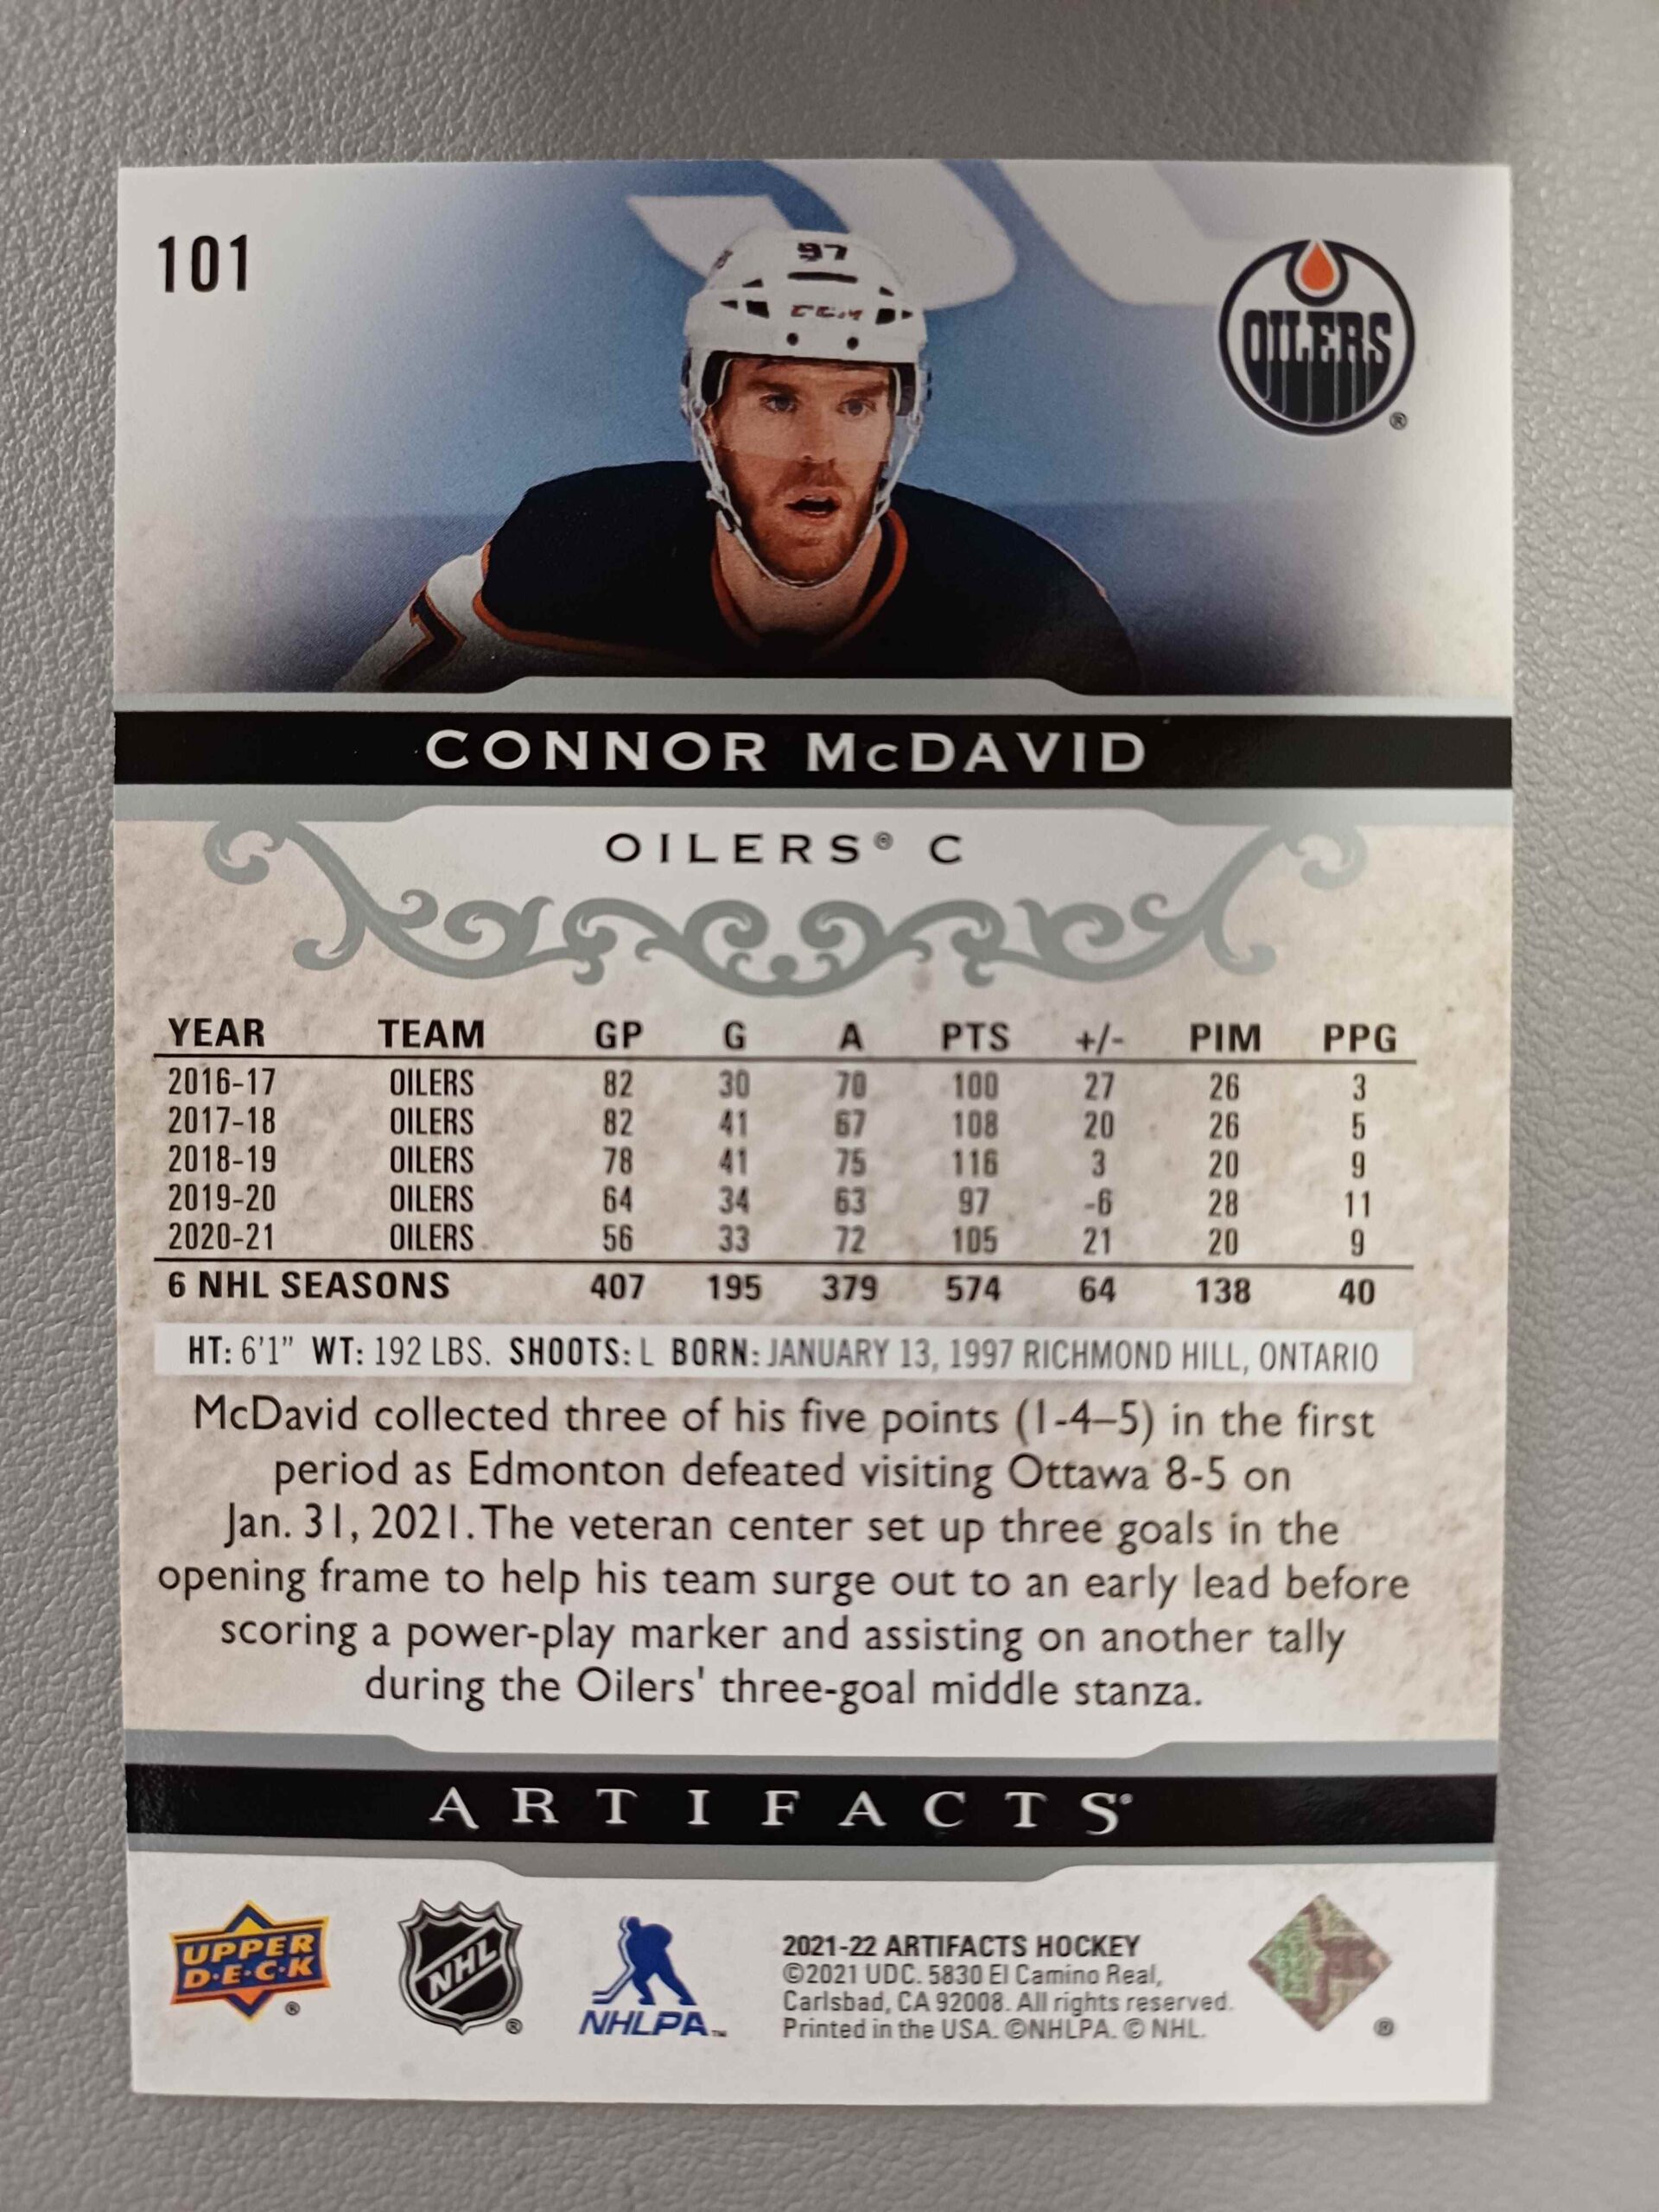 101
97
CCM
OILERS
®
CONNOR McDAVID
OILERS® C
YEAR TEAM GP G A PTS +/- PIM PPG
2016-17 OILERS 82 30 70 100 27 26 3
2017-18 OILERS 82 41 67 108 20 26 5
2018-19 OILERS 78 41 75 116 3 20 9
2019-20 OILERS 64 34 63 97 -6 28 11
2020-21 OILERS 56 33 72 105 21 20 9
6 NHL SEASONS 407 195 379 574 64 138 40
HT: 6'1" WT: 192 LBS. SHOOTS: L BORN: JANUARY 13, 1997 RICHMOND HILL, ONTARIO
McDavid collected three of his five points (1-4–5) in the first
period as Edmonton defeated visiting Ottawa 8-5 on
Jan. 31, 2021. The veteran center set up three goals in the
opening frame to help his team surge out to an early lead before
scoring a power-play marker and assisting on another tally
during the Oilers' three-goal middle stanza.
ARTIFACTS®
UPPER
D·E·C·K
®
NHL
®
NHLPA™
2021-22 ARTIFACTS HOCKEY
©2021 UDC. 5830 El Camino Real,
Carlsbad, CA 92008. All rights reserved.
Printed in the USA. ©NHLPA. © NHL.
®